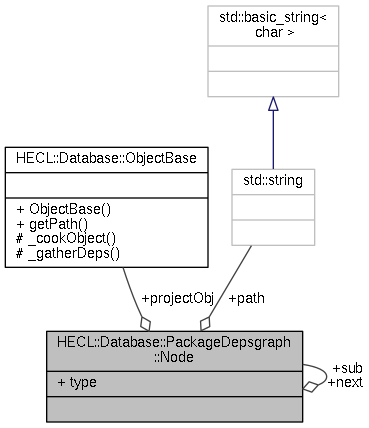 std::basic_string<
char >
HECL::Database::ObjectBase
+ ObjectBase()
+ getPath()
# _cookObject()
# _gatherDeps()
std::string
+projectObj
+path
HECL::Database::PackageDepsgraph
::Node
+ type
+sub
+next